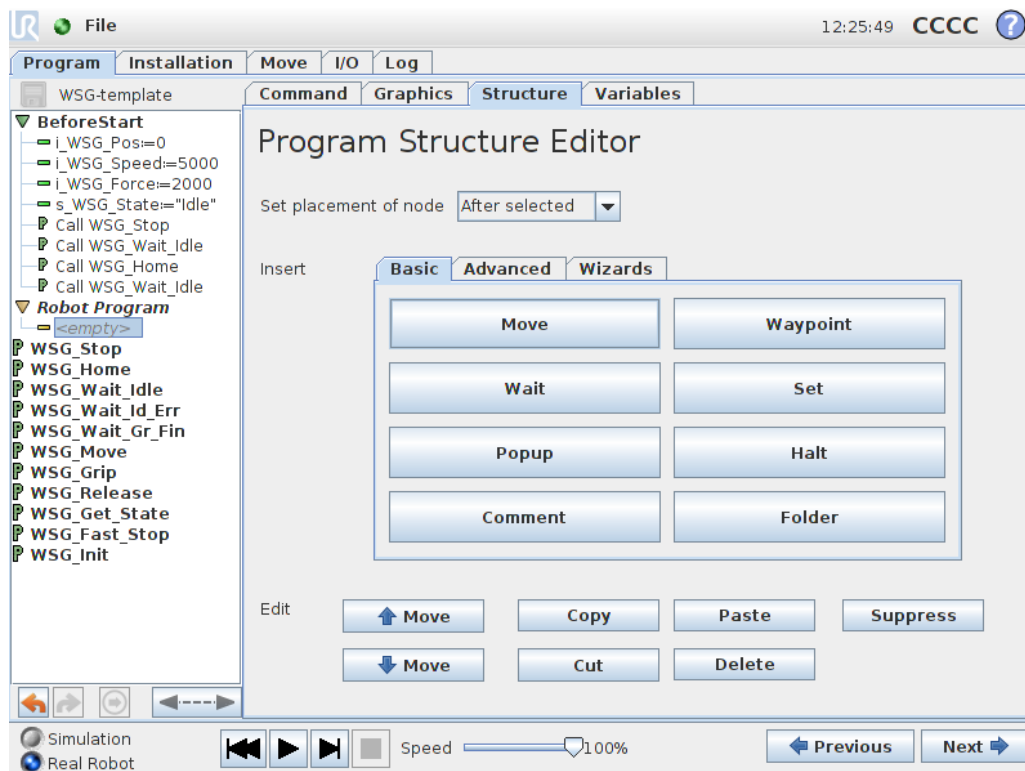 UR File 12:25:49 CCCC ?
Program Installation Move I/O Log
WSG-template
Command Graphics Structure Variables
BeforeStart
i_WSG_Pos:=0
i_WSG_Speed:=5000
i_WSG_Force:=2000
s_WSG_State:="Idle"
P Call WSG_Stop
P Call WSG_Wait_Idle
P Call WSG_Home
P Call WSG_Wait_Idle
Robot Program
<empty>
P WSG_Stop
P WSG_Home
P WSG_Wait_Idle
P WSG_Wait_Id_Err
P WSG_Wait_Gr_Fin
P WSG_Move
P WSG_Grip
P WSG_Release
P WSG_Get_State
P WSG_Fast_Stop
P WSG_Init
Program Structure Editor
Set placement of node After selected
Insert Basic Advanced Wizards
Move Waypoint
Wait Set
Popup Halt
Comment Folder
Edit Move Copy Paste Suppress
Move Cut Delete
Simulation
Real Robot
Speed 100%
Previous Next